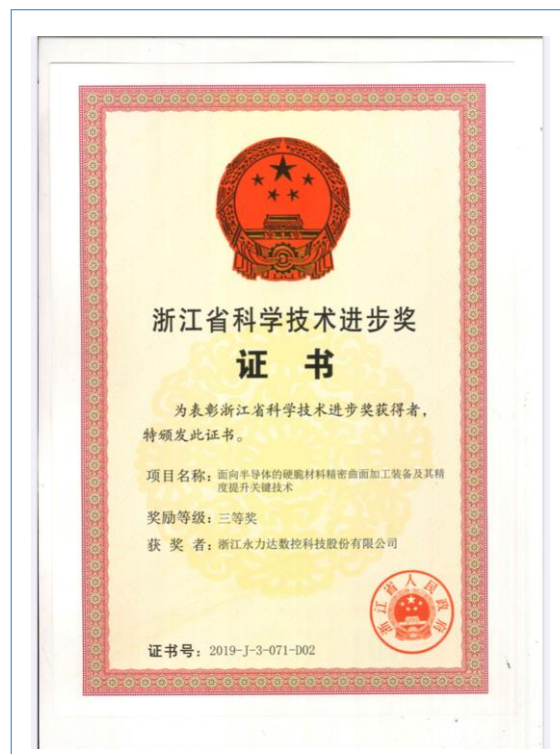 浙江省科学技术进步奖
证书
为表彰浙江省科学技术进步奖获得者，
特颁发此证书。
项目名称：面向半导体的硬脆材料精密曲面加工装备及其精
度提升关键技术
奖励等级：三等奖
获奖者：浙江永力达数控科技股份有限公司
浙江省人民政府
证书号：2019-J-3-071-D02